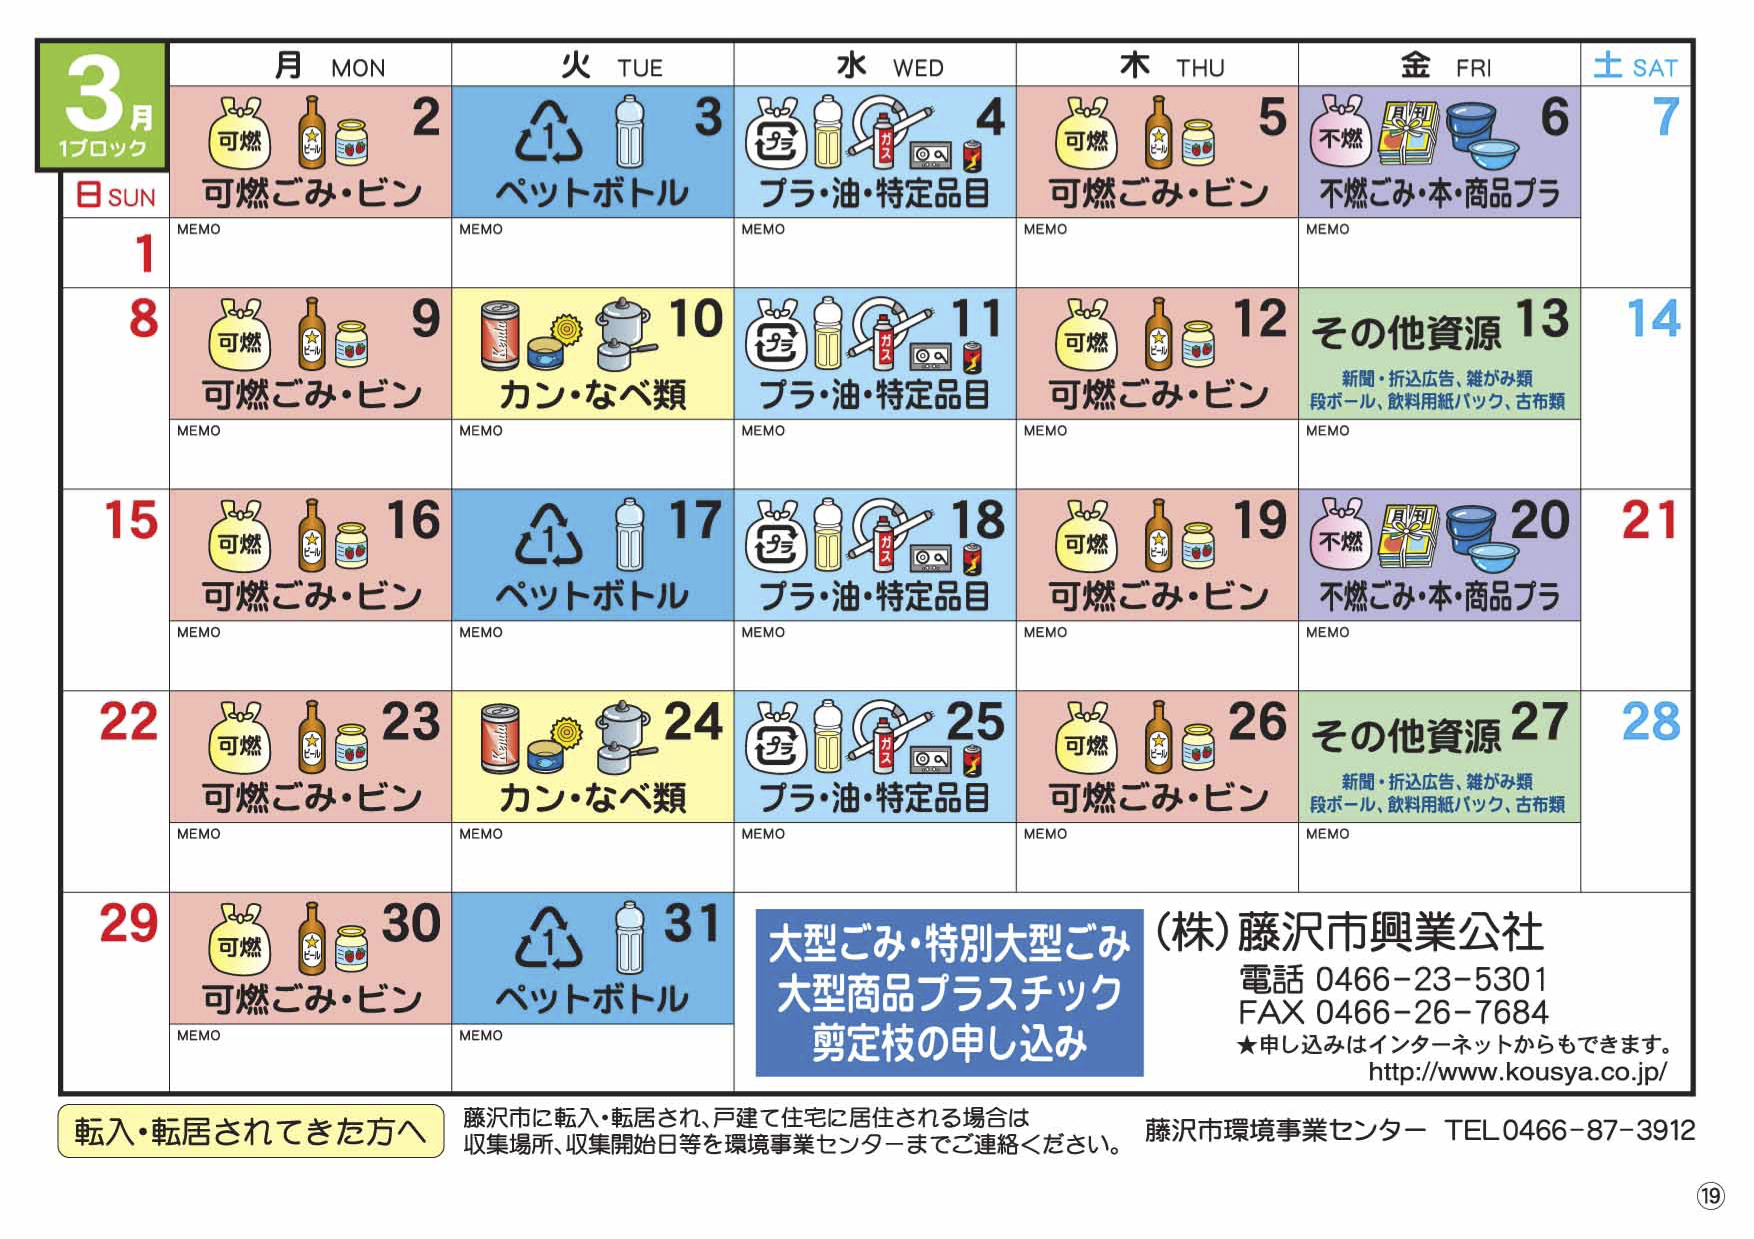 3月
1ブロック
月 MON 火 TUE 水 WED 木 THU 金 FRI 土 SAT
日 SUN
1
可燃 ビール 2
可燃ごみ・ビン
MEMO
1 3
ペットボトル
MEMO
プラ ガス 4
プラ・油・特定品目
MEMO
可燃 ビール 5
可燃ごみ・ビン
MEMO
不燃 月刊 6
不燃ごみ・本・商品プラ
MEMO
7
8
可燃 ビール 9
可燃ごみ・ビン
MEMO
10
カン・なべ類
MEMO
プラ ガス 11
プラ・油・特定品目
MEMO
可燃 ビール 12
可燃ごみ・ビン
MEMO
その他資源 13
新聞・折込広告、雑がみ類
段ボール、飲料用紙パック、古布類
MEMO
14
15
可燃 ビール 16
可燃ごみ・ビン
MEMO
1 17
ペットボトル
MEMO
プラ ガス 18
プラ・油・特定品目
MEMO
可燃 ビール 19
可燃ごみ・ビン
MEMO
不燃 月刊 20
不燃ごみ・本・商品プラ
MEMO
21
22
可燃 ビール 23
可燃ごみ・ビン
MEMO
24
カン・なべ類
MEMO
プラ ガス 25
プラ・油・特定品目
MEMO
可燃 ビール 26
可燃ごみ・ビン
MEMO
その他資源 27
新聞・折込広告、雑がみ類
段ボール、飲料用紙パック、古布類
MEMO
28
29
可燃 ビール 30
可燃ごみ・ビン
MEMO
1 31
ペットボトル
MEMO
大型ごみ・特別大型ごみ
大型商品プラスチック
剪定枝の申し込み
（株）藤沢市興業公社
電話 0466-23-5301
FAX 0466-26-7684
★申し込みはインターネットからもできます。
http://www.kousya.co.jp/
転入・転居されてきた方へ
藤沢市に転入・転居され、戸建て住宅に居住される場合は
収集場所、収集開始日等を環境事業センターまでご連絡ください。
藤沢市環境事業センター TEL0466-87-3912
⑲